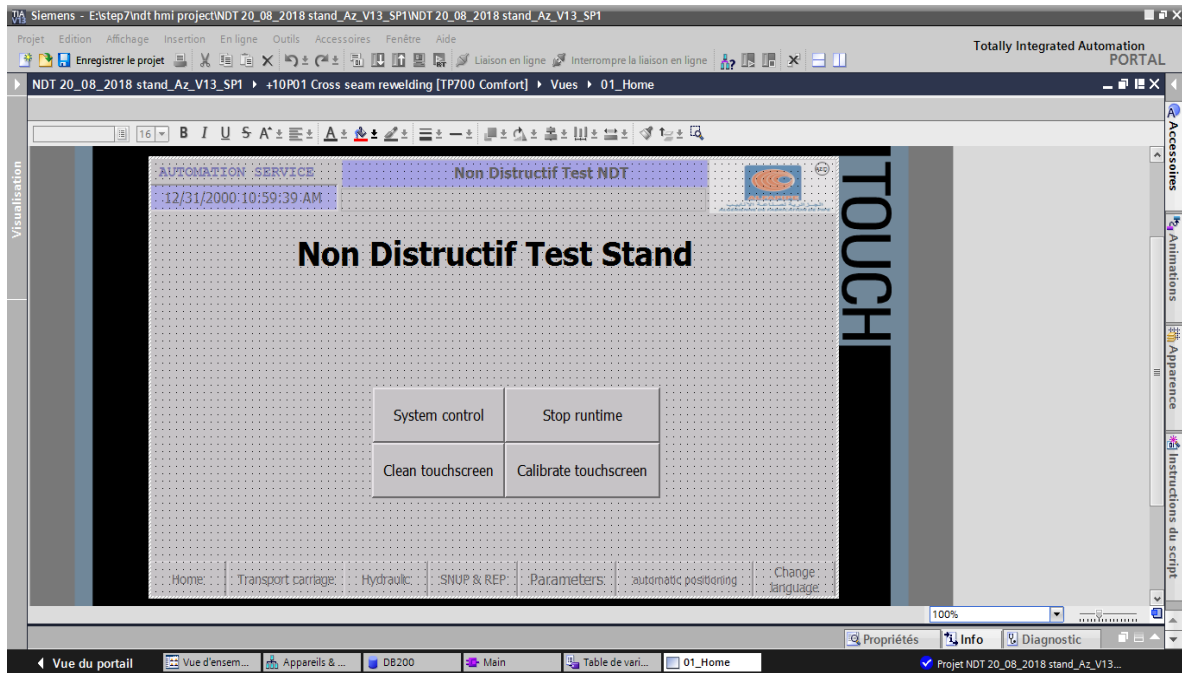 Siemens - E:\step7\ndt hmi project\NDT 20_08_2018 stand_Az_V13_SP1\NDT 20_08_2018 stand_Az_V13_SP1
Projet Edition Affichage Insertion En ligne Outils Accessoires Fenêtre Aide
Totally Integrated Automation
PORTAL
Enregistrer le projet Liaison en ligne Interrompre la liaison en ligne
NDT 20_08_2018 stand_Az_V13_SP1 +10P01 Cross seam rewelding [TP700 Comfort] Vues 01_Home
16 B I U S A A
Visualisation
AUTOMATION SERVICE
Non Distructif Test NDT
12/31/2000 10:59:39 AM
TOUCH
Non Distructif Test Stand
System control Stop runtime
Clean touchscreen Calibrate touchscreen
Home Transport carriage Hydraulic SNUP & REP Parameters automatic positioning Change language
Accessoires
Animations
Apparence
Instructions du script
100%
Propriétés Info Diagnostic
Vue du portail Vue d'ensem... Appareils & ... DB200 Main Table de vari... 01_Home Projet NDT 20_08_2018 stand_Az_V13...